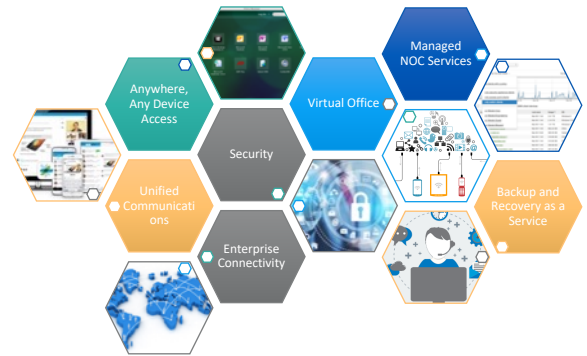 Managed
NOC Services
Anywhere,
Any Device
Access
Virtual Office
Security
Unified
Communicati
ons
Backup and
Recovery as a
Service
Enterprise
Connectivity